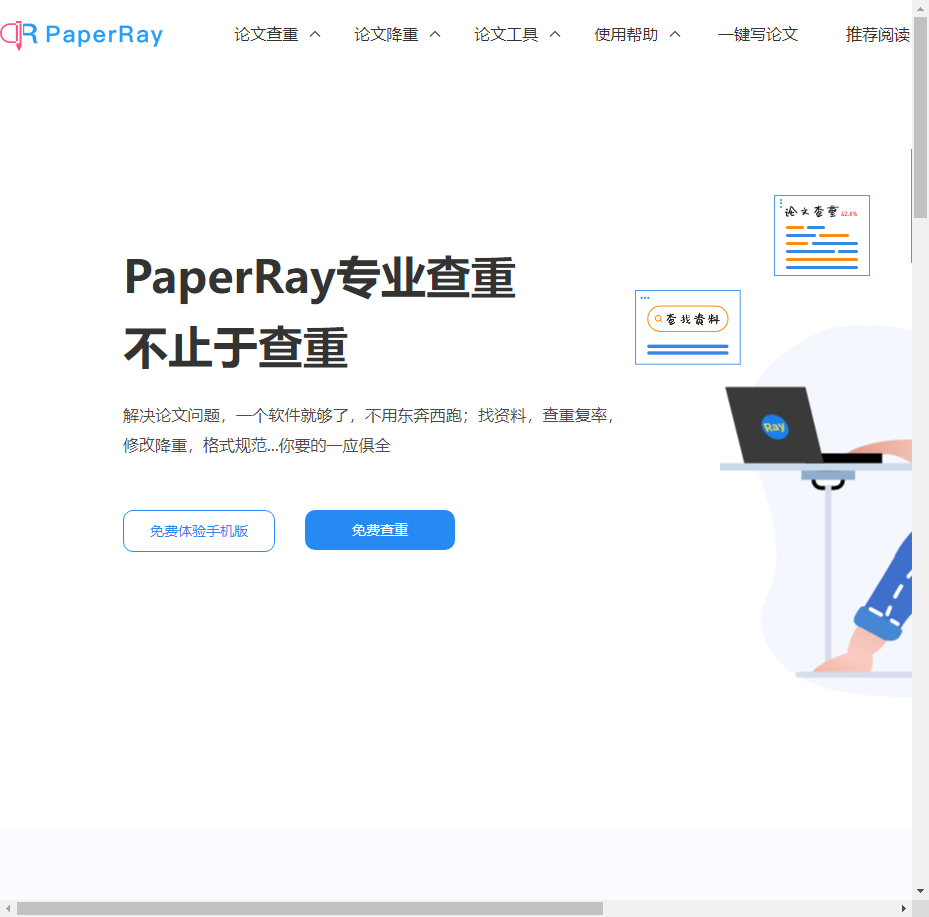 PaperRay
论文查重 论文降重 论文工具 使用帮助 一键写论文 推荐阅读
论文查重 62.6%
PaperRay专业查重
查找资料
不止于查重
解决论文问题，一个软件就够了，不用东奔西跑；找资料，查重复率，
Ray
修改降重，格式规范...你要的一应俱全
免费体验手机版 免费查重